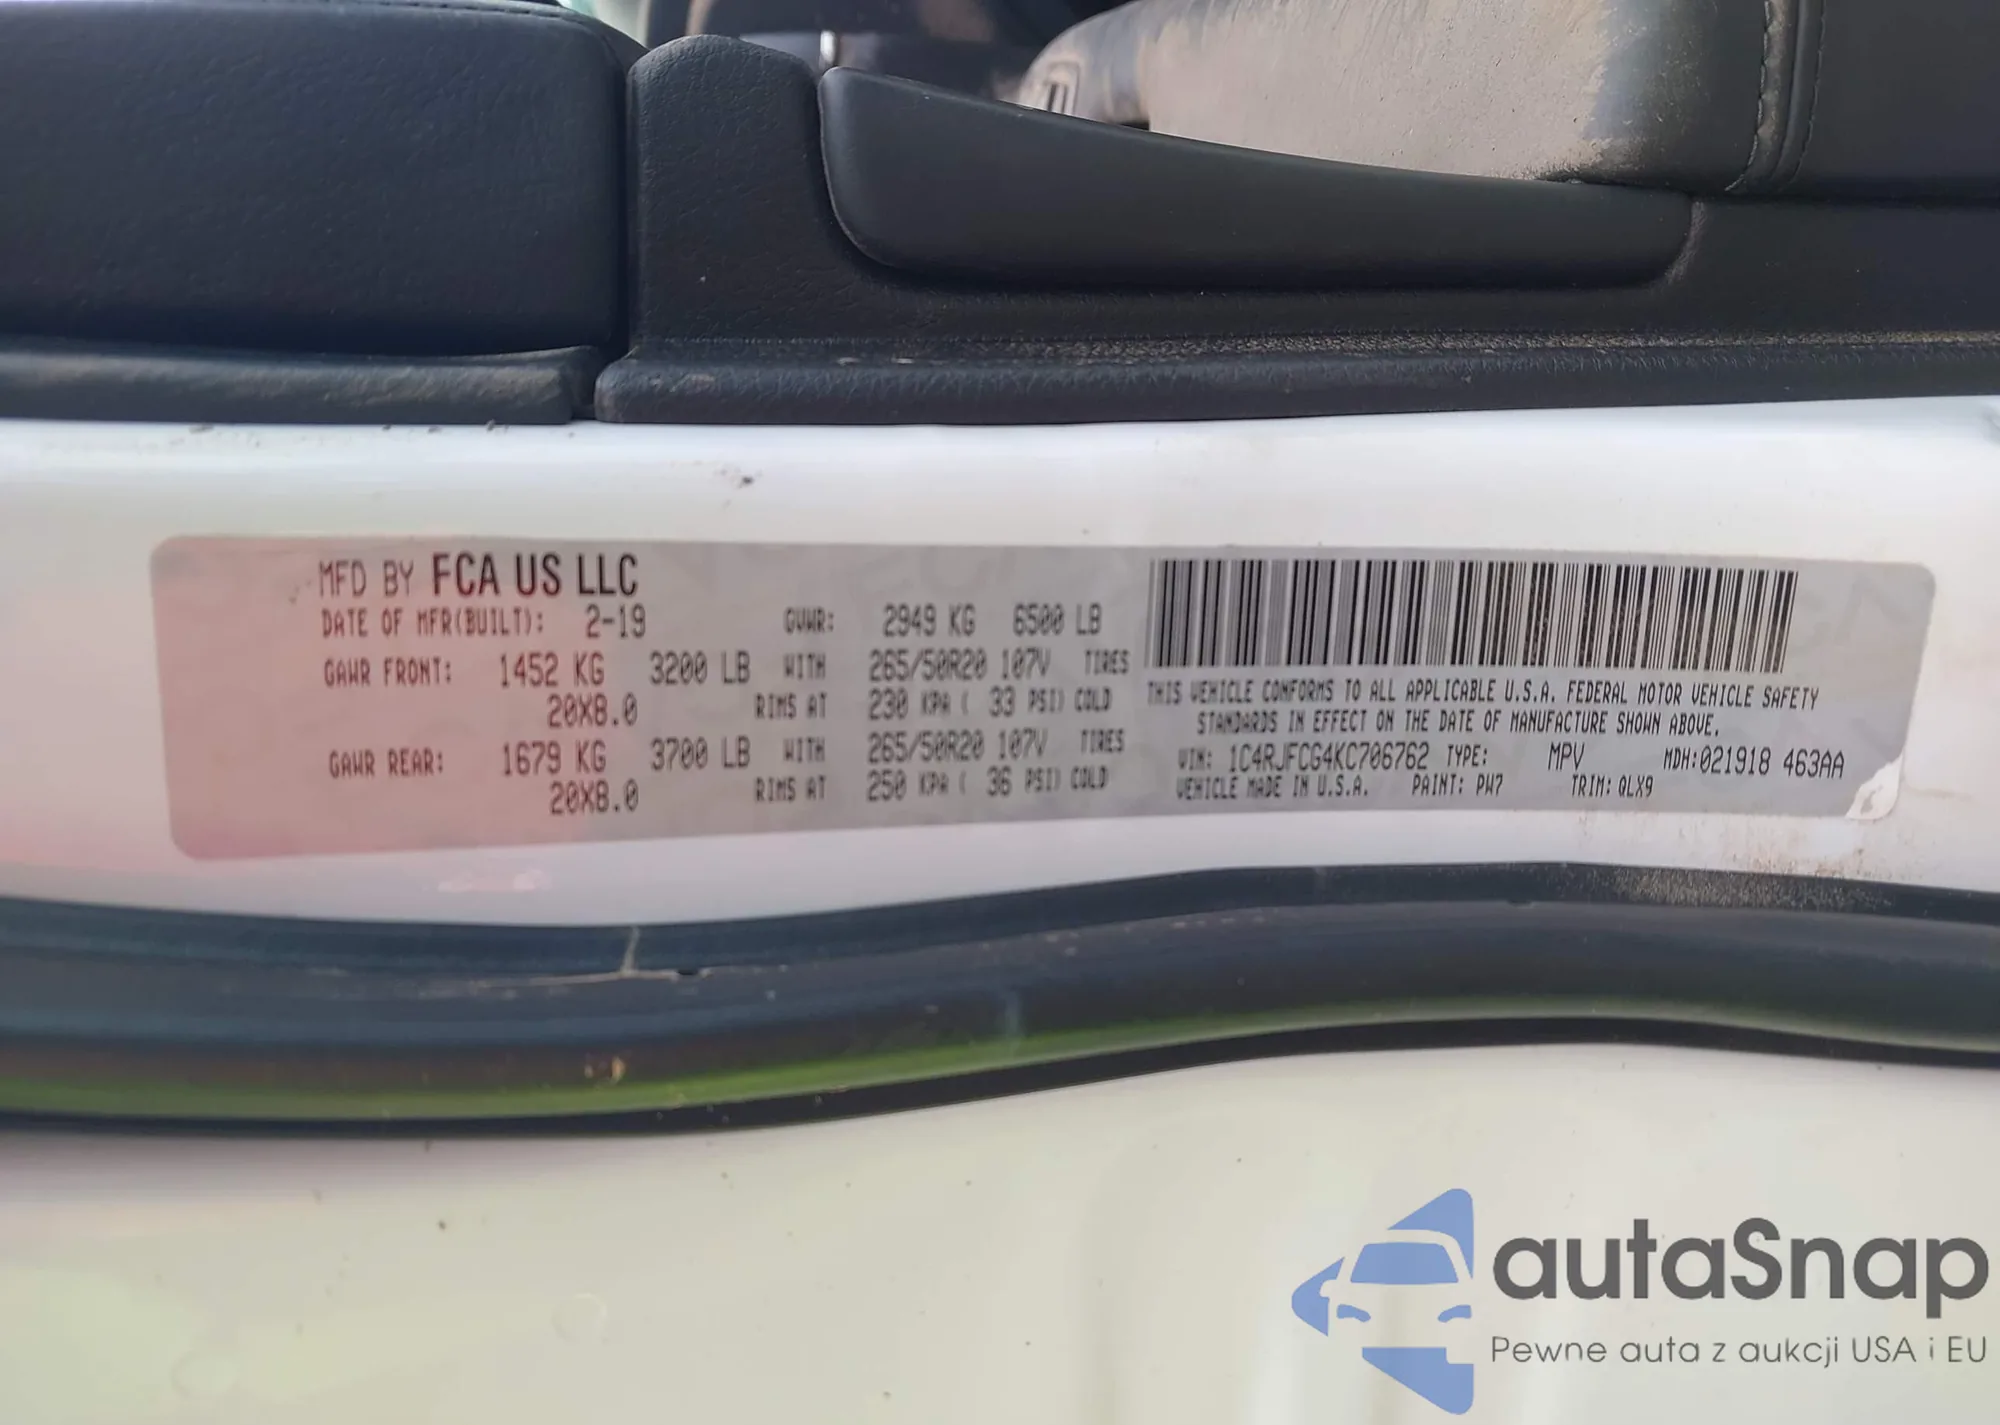 MFD BY FCA US LLC
DATE OF MFR(BUILT): 2-19 GVWR: 2949 KG 6500 LB
GAWR FRONT: 1452 KG 3200 LB WITH 265/50R20 107V TIRES
20X8.0 RIMS AT 230 KPA ( 33 PSI) COLD
GAWR REAR: 1679 KG 3700 LB WITH 265/50R20 107V TIRES
20X8.0 RIMS AT 250 KPA ( 36 PSI) COLD
THIS VEHICLE CONFORMS TO ALL APPLICABLE U.S.A. FEDERAL MOTOR VEHICLE SAFETY
STANDARDS IN EFFECT ON THE DATE OF MANUFACTURE SHOWN ABOVE.
VIN: 1C4RJFCG4KC706762 TYPE: MPV MDH:021918 463AA
VEHICLE MADE IN U.S.A. PAINT: PW7 TRIM: QLX9
autaSnap
Pewne auta z aukcji USA i EU